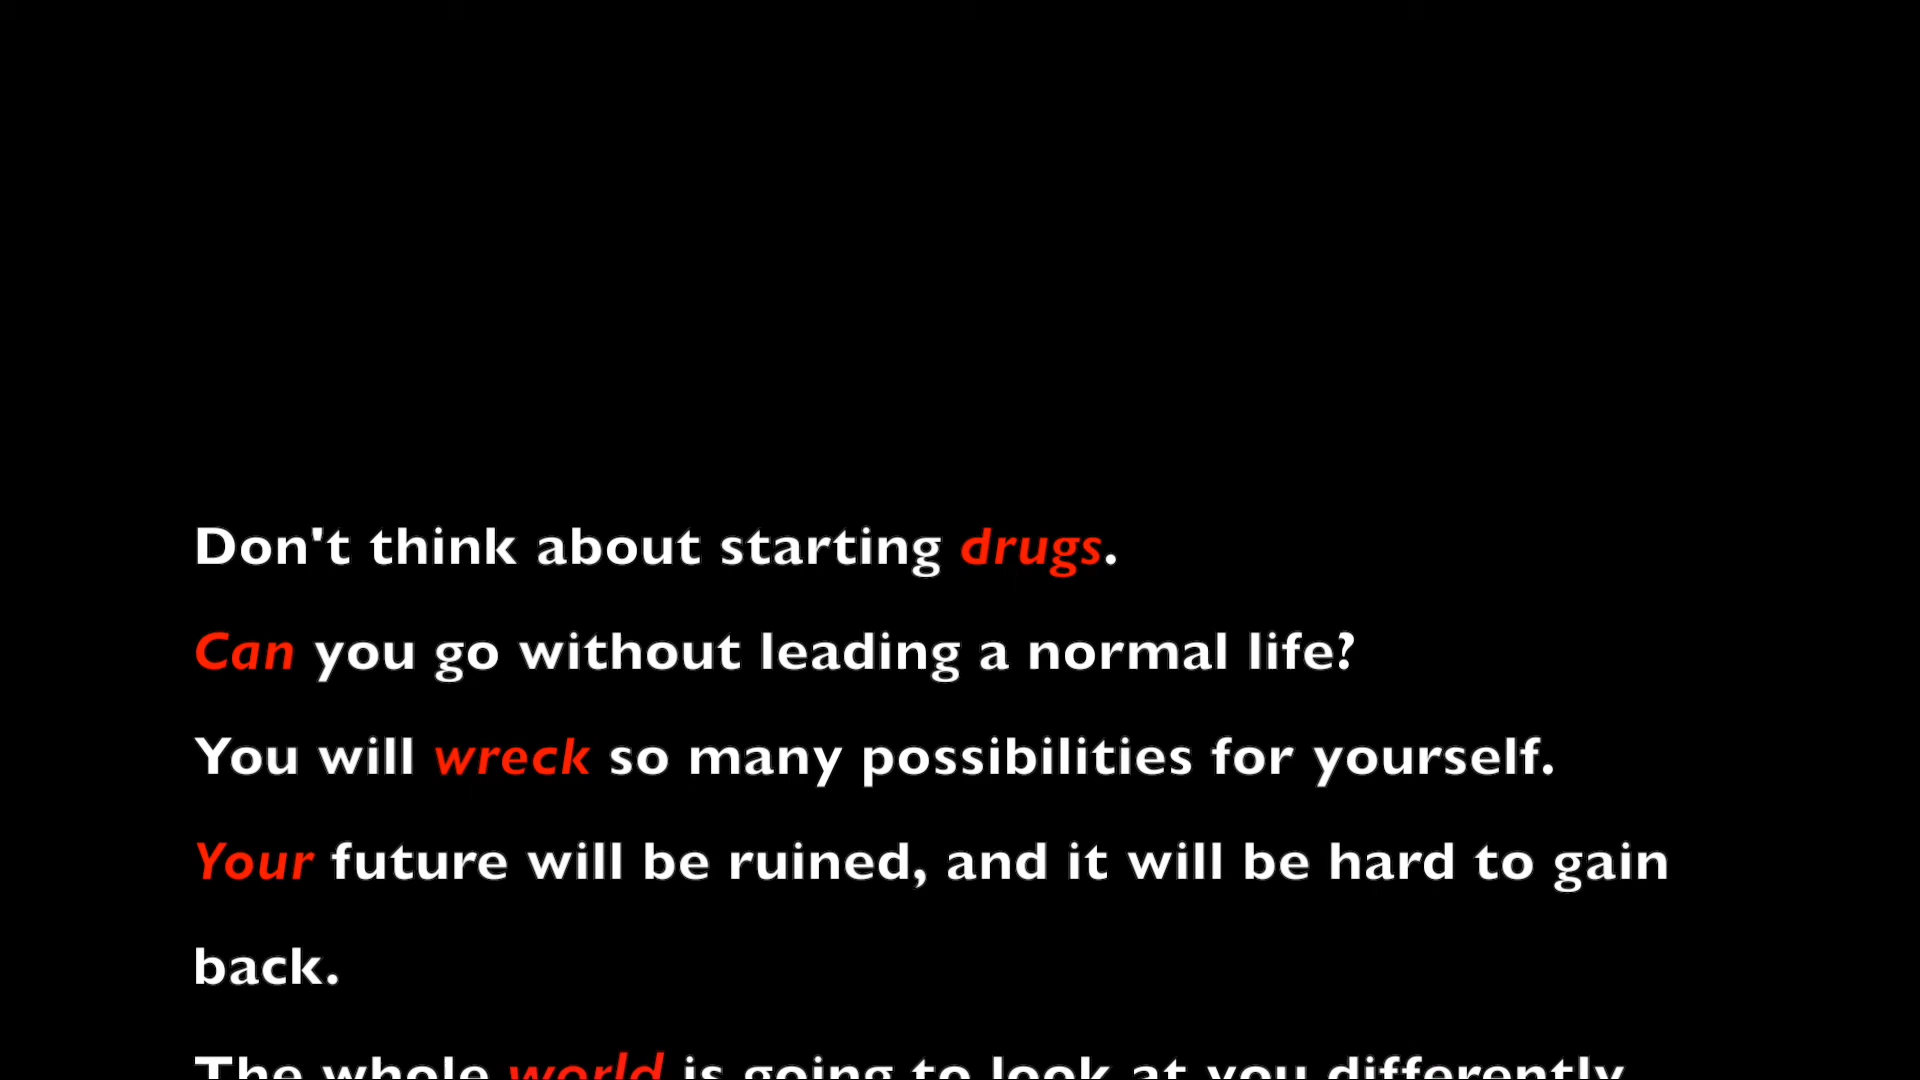 Don't think about starting drugs.
Can you go without leading a normal life?
You will wreck so many possibilities for yourself.
Your future will be ruined, and it will be hard to gain
back.
The whole world is going to look at you differently